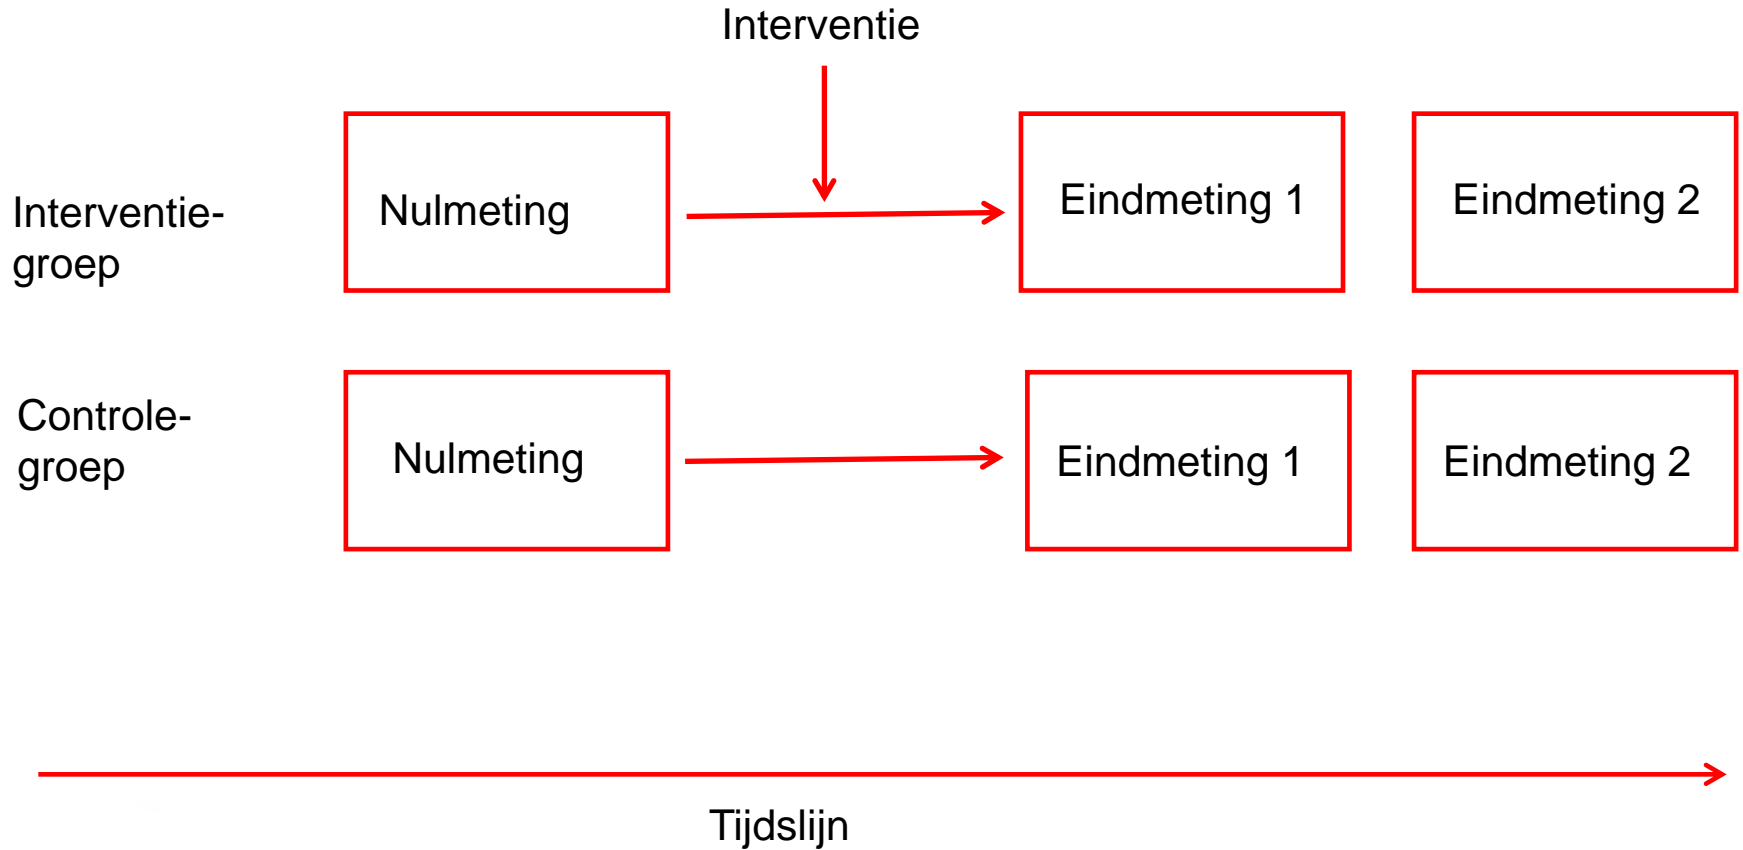 Interventie
Interventie-
groep
Nulmeting
Eindmeting 1
Eindmeting 2
Controle-
groep
Nulmeting
Eindmeting 1
Eindmeting 2
Tijdslijn